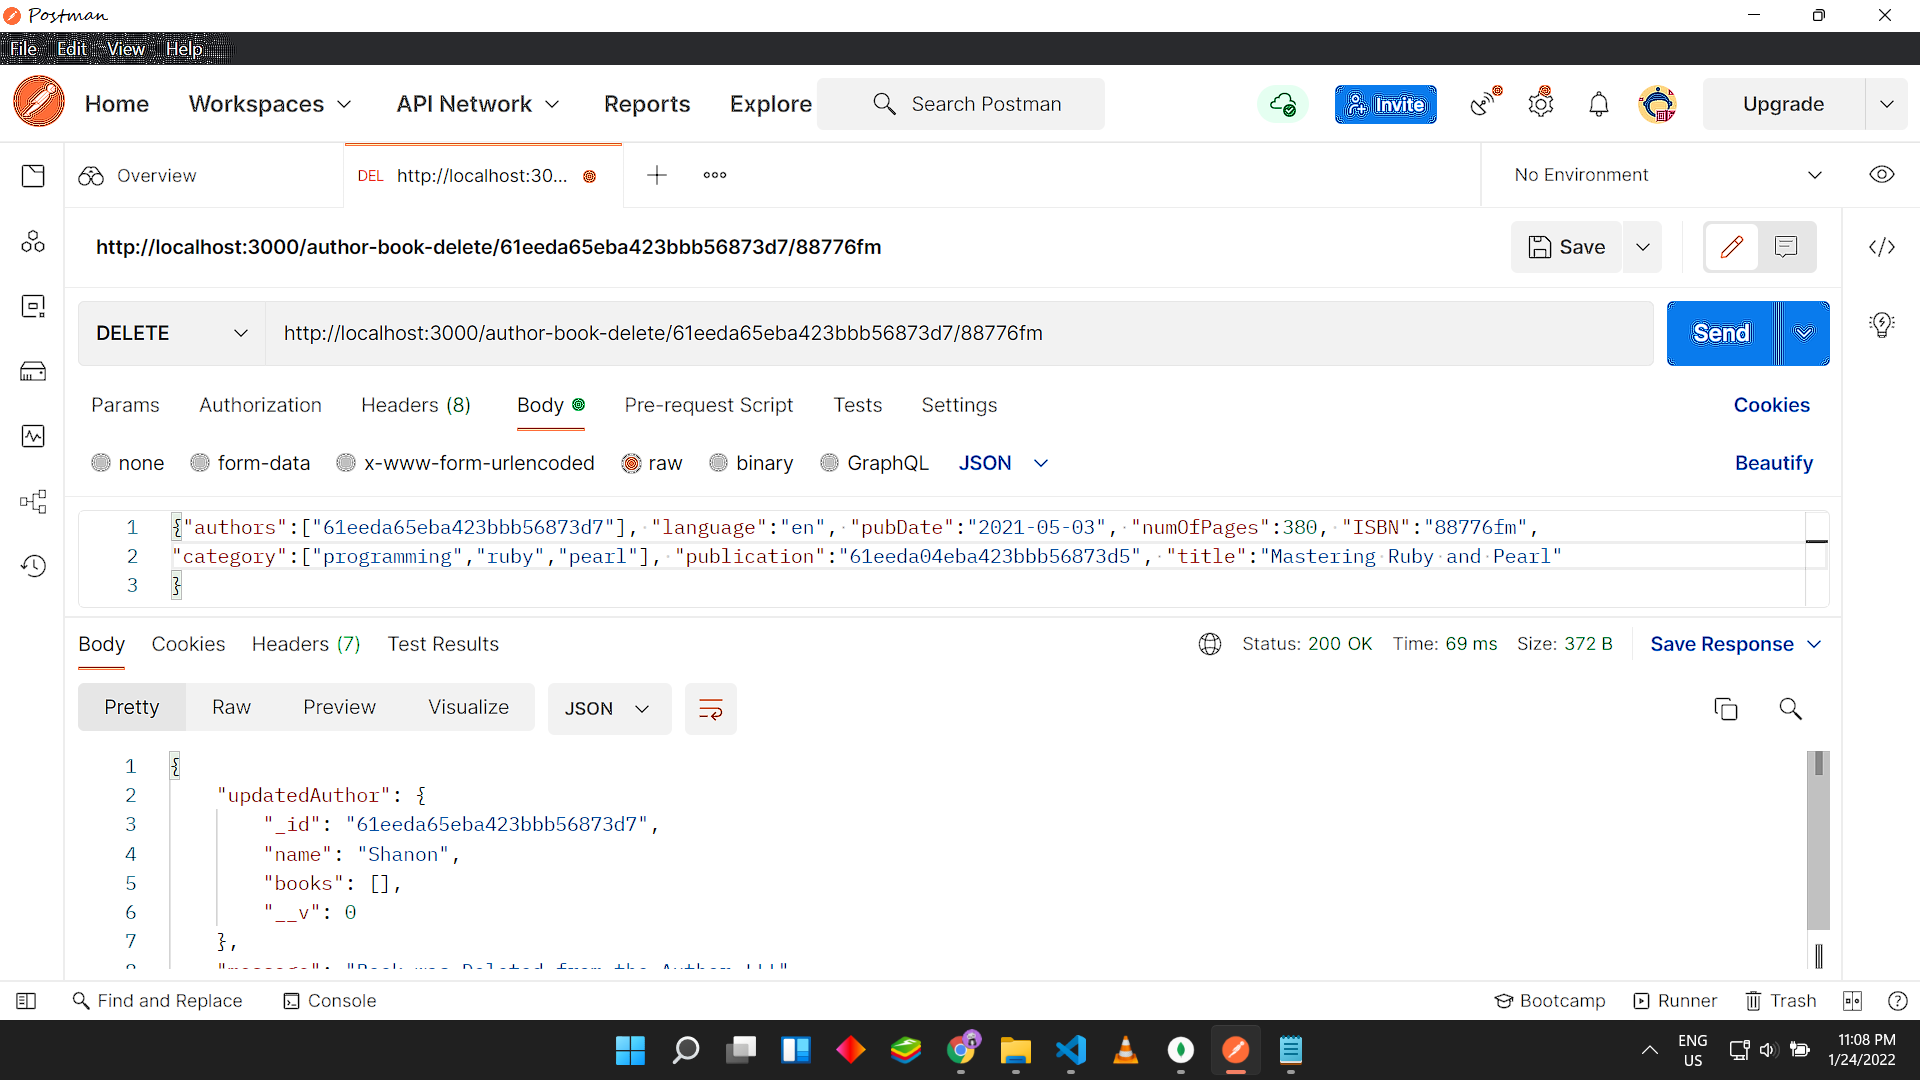 Postman
File Edit View Help
Home Workspaces API Network Reports Explore Search Postman Invite Upgrade
Overview DEL http://localhost:30... No Environment
http://localhost:3000/author-book-delete/61eeda65eba423bbb56873d7/88776fm Save
DELETE http://localhost:3000/author-book-delete/61eeda65eba423bbb56873d7/88776fm Send
Params Authorization Headers (8) Body Pre-request Script Tests Settings Cookies
none form-data x-www-form-urlencoded raw binary GraphQL JSON Beautify
1 {"authors":["61eeda65eba423bbb56873d7"], "language":"en", "pubDate":"2021-05-03", "numOfPages":380, "ISBN":"88776fm",
2 "category":["programming","ruby","pearl"], "publication":"61eeda04eba423bbb56873d5", "title":"Mastering Ruby and Pearl"
3 }
Body Cookies Headers (7) Test Results Status: 200 OK Time: 69 ms Size: 372 B Save Response
Pretty Raw Preview Visualize JSON
1 {
2 "updatedAuthor": {
3 "_id": "61eeda65eba423bbb56873d7",
4 "name": "Shanon",
5 "books": [],
6 "__v": 0
7 },
8 "message": "Book was Deleted from the Author !!!"
Find and Replace Console Bootcamp Runner Trash
ENG 11:08 PM
US 1/24/2022